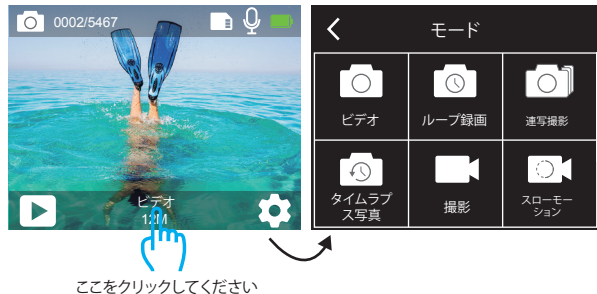 0002/5467
ビデオ
12M
ここをクリックしてください
モード
ビデオ
ループ録画
連写撮影
タイムラプ
ス写真
撮影
スローモー
ション